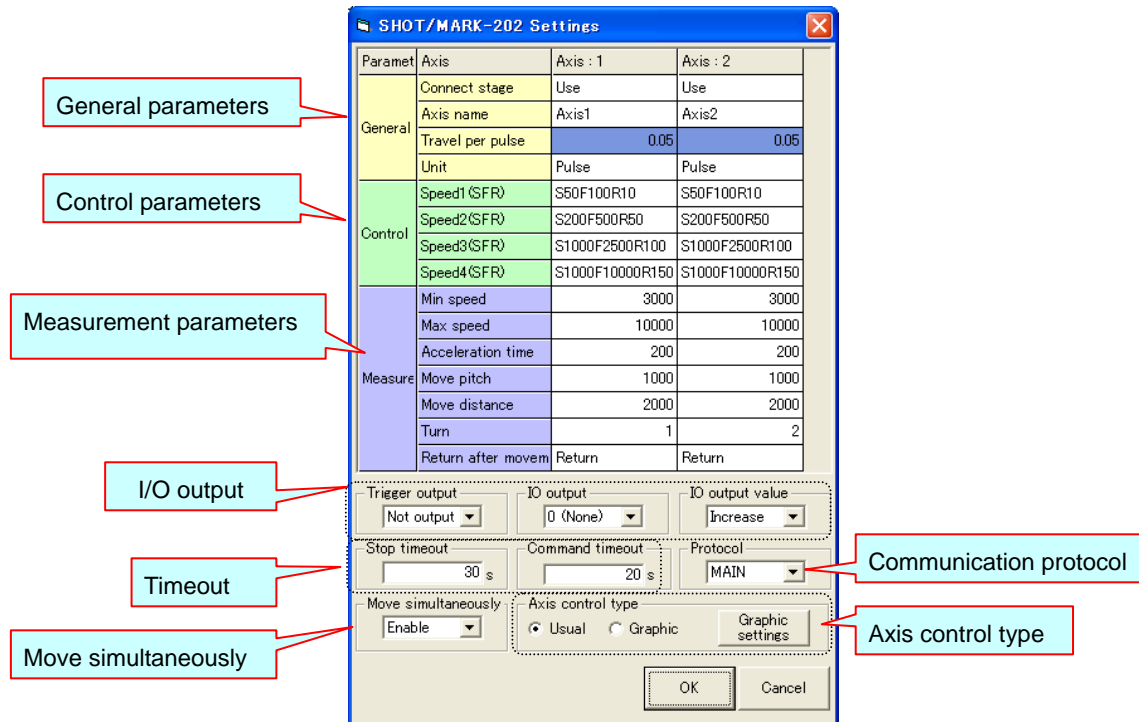 SHOT/MARK-202 Settings
Paramet Axis Axis : 1 Axis : 2
General
Connect stage Use Use
Axis name Axis1 Axis2
Travel per pulse 0.05 0.05
Unit Pulse Pulse
Control
Speed1(SFR) S50F100R10 S50F100R10
Speed2(SFR) S200F500R50 S200F500R50
Speed3(SFR) S1000F2500R100 S1000F2500R100
Speed4(SFR) S1000F10000R150 S1000F10000R150
Measure
Min speed 3000 3000
Max speed 10000 10000
Acceleration time 200 200
Move pitch 1000 1000
Move distance 2000 2000
Turn 1 2
Return after movem Return Return
Trigger output IO output IO output value
Not output 0 (None) Increase
Stop timeout Command timeout Protocol
30 s 20 s MAIN
Move simultaneously Axis control type
Enable Usual Graphic Graphic settings
OK Cancel
General parameters
Control parameters
Measurement parameters
I/O output
Timeout
Move simultaneously
Communication protocol
Axis control type